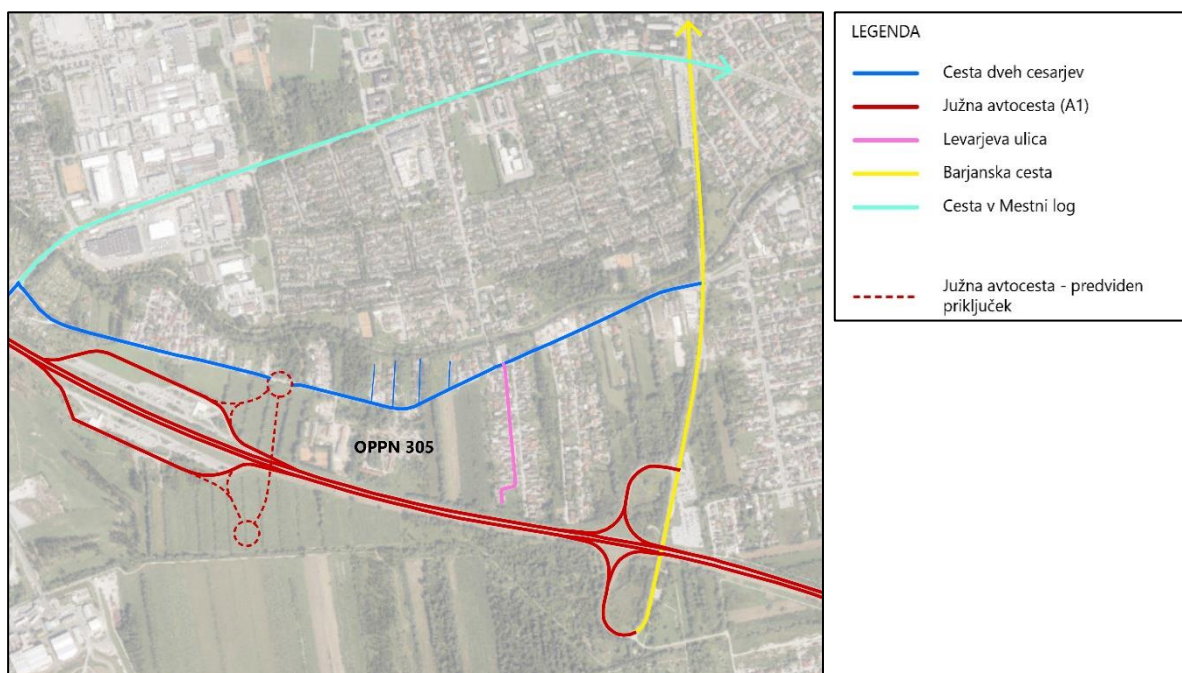 OPPN 305
LEGENDA
Cesta dveh cesarjev
Južna avtocesta (A1)
Levarjeva ulica
Barjanska cesta
Cesta v Mestni log
Južna avtocesta - predviden
priključek